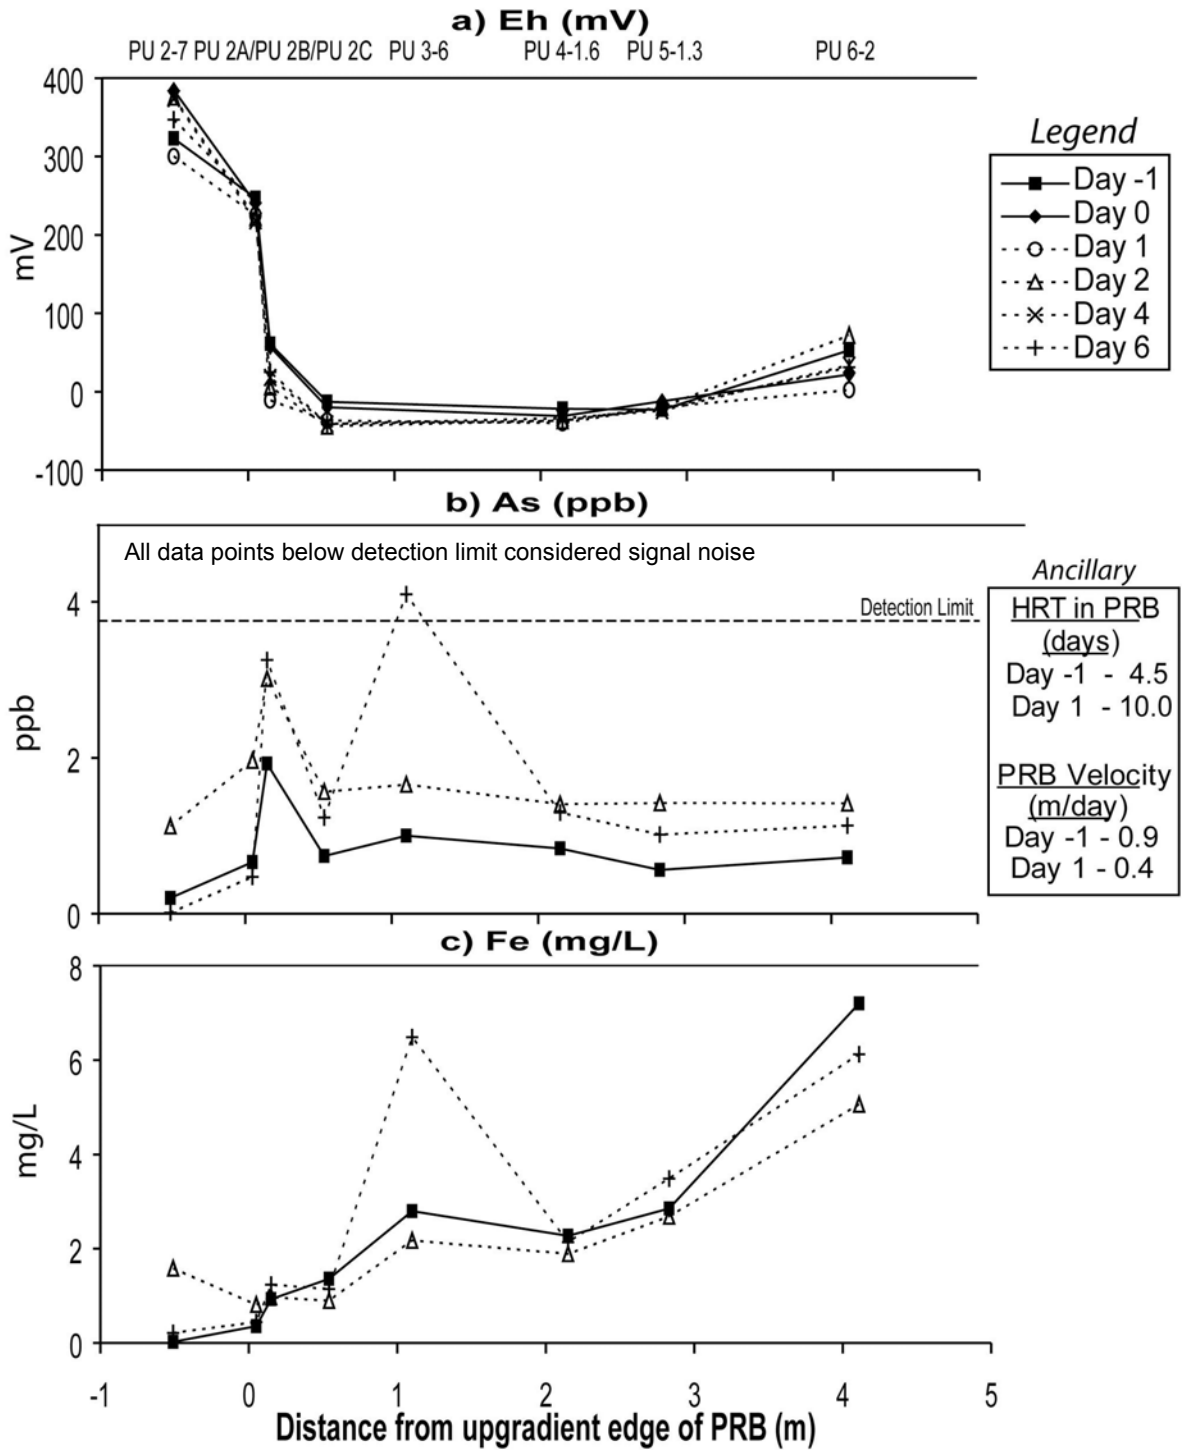 a) Eh (mV)
PU 2-7 PU 2A/PU 2B/PU 2C PU 3-6 PU 4-1.6 PU 5-1.3 PU 6-2
400
300
200
100
0
-100
mV
Legend
Day -1
Day 0
Day 1
Day 2
Day 4
Day 6
b) As (ppb)
All data points below detection limit considered signal noise
Detection Limit
4
2
0
ppb
Ancillary
HRT in PRB
(days)
Day -1 - 4.5
Day 1 - 10.0
PRB Velocity
(m/day)
Day -1 - 0.9
Day 1 - 0.4
c) Fe (mg/L)
8
6
4
2
0
mg/L
-1 0 1 2 3 4 5
Distance from upgradient edge of PRB (m)